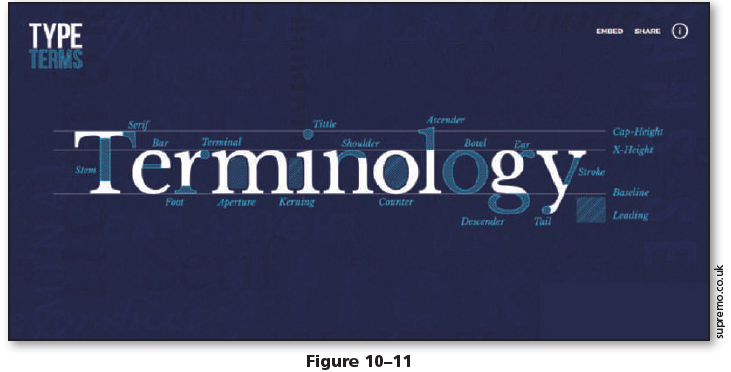 TYPE
TERMS
EMBED SHARE i
Serif
Tittle
Ascender
Cap-Height
Bar
Terminal
Shoulder
Bowl
Ear
X-Height
Terminology
Stem
Stroke
Foot
Aperture
Kerning
Counter
Baseline
Descender
Tail
Leading
supremo.co.uk
Figure 10–11